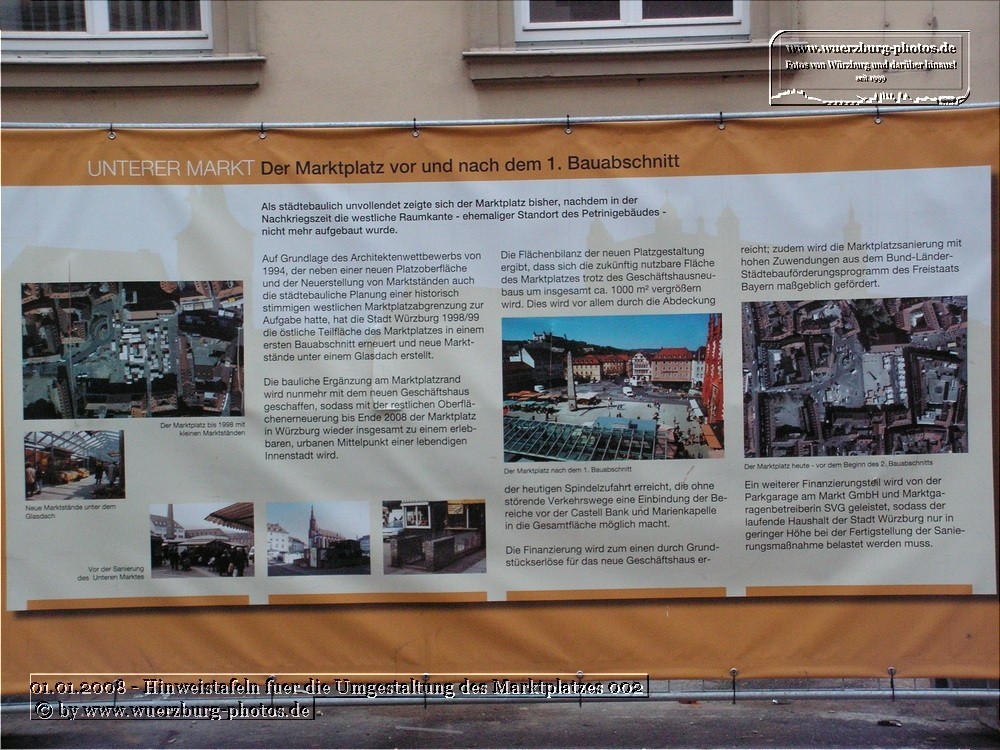 www.wuerzburg-photos.de
Fotos von Würzburg und darüber hinaus!
seit 1999
UNTERER MARKT Der Marktplatz vor und nach dem 1. Bauabschnitt
Als städtebaulich unvollendet zeigte sich der Marktplatz bisher, nachdem in der
Nachkriegszeit die westliche Raumkante - ehemaliger Standort des Petrinigebäudes -
nicht mehr aufgebaut wurde.
Auf Grundlage des Architektenwettbewerbs von
1994, der neben einer neuen Platzoberfläche
und der Neuerstellung von Marktständen auch
die städtebauliche Planung einer historisch
stimmigen westlichen Marktplatzabgrenzung zur
Aufgabe hatte, hat die Stadt Würzburg 1998/99
die östliche Teilfläche des Marktplatzes in einem
ersten Bauabschnitt erneuert und neue Markt-
stände unter einem Glasdach erstellt.
Die bauliche Ergänzung am Marktplatzrand
wird nunmehr mit dem neuen Geschäftshaus
geschaffen, sodass mit der restlichen Oberflä-
chenerneuerung bis Ende 2008 der Marktplatz
in Würzburg wieder insgesamt zu einem erleb-
baren, urbanen Mittelpunkt einer lebendigen
Innenstadt wird.
Der Marktplatz bis 1998 mit
kleinen Marktständen
Neue Marktstände unter dem
Glasdach
Vor der Sanierung
des Unteren Marktes
Die Flächenbilanz der neuen Platzgestaltung
ergibt, dass sich die zukünftig nutzbare Fläche
des Marktplatzes trotz des Geschäftshausneu-
baus um insgesamt ca. 1000 m² vergrößern
wird. Dies wird vor allem durch die Abdeckung
Der Marktplatz nach dem 1. Bauabschnitt
der heutigen Spindelzufahrt erreicht, die ohne
störende Verkehrswege eine Einbindung der Be-
reiche vor der Castell Bank und Marienkapelle
in die Gesamtfläche möglich macht.
Die Finanzierung wird zum einen durch Grund-
stückserlöse für das neue Geschäftshaus er-
reicht; zudem wird die Marktplatzsanierung mit
hohen Zuwendungen aus dem Bund-Länder-
Städtebauförderungsprogramm des Freistaats
Bayern maßgeblich gefördert.
Der Marktplatz heute - vor dem Beginn des 2. Bauabschnitts
Ein weiterer Finanzierungsteil wird von der
Parkgarage am Markt GmbH und Marktga-
ragenbetreiberin SVG geleistet, sodass der
laufende Haushalt der Stadt Würzburg nur in
geringer Höhe bei der Fertigstellung der Sanie-
rungsmaßnahme belastet werden muss.
01.01.2008 - Hinweistafeln fuer die Umgestaltung des Marktplatzes 002
© by www.wuerzburg-photos.de